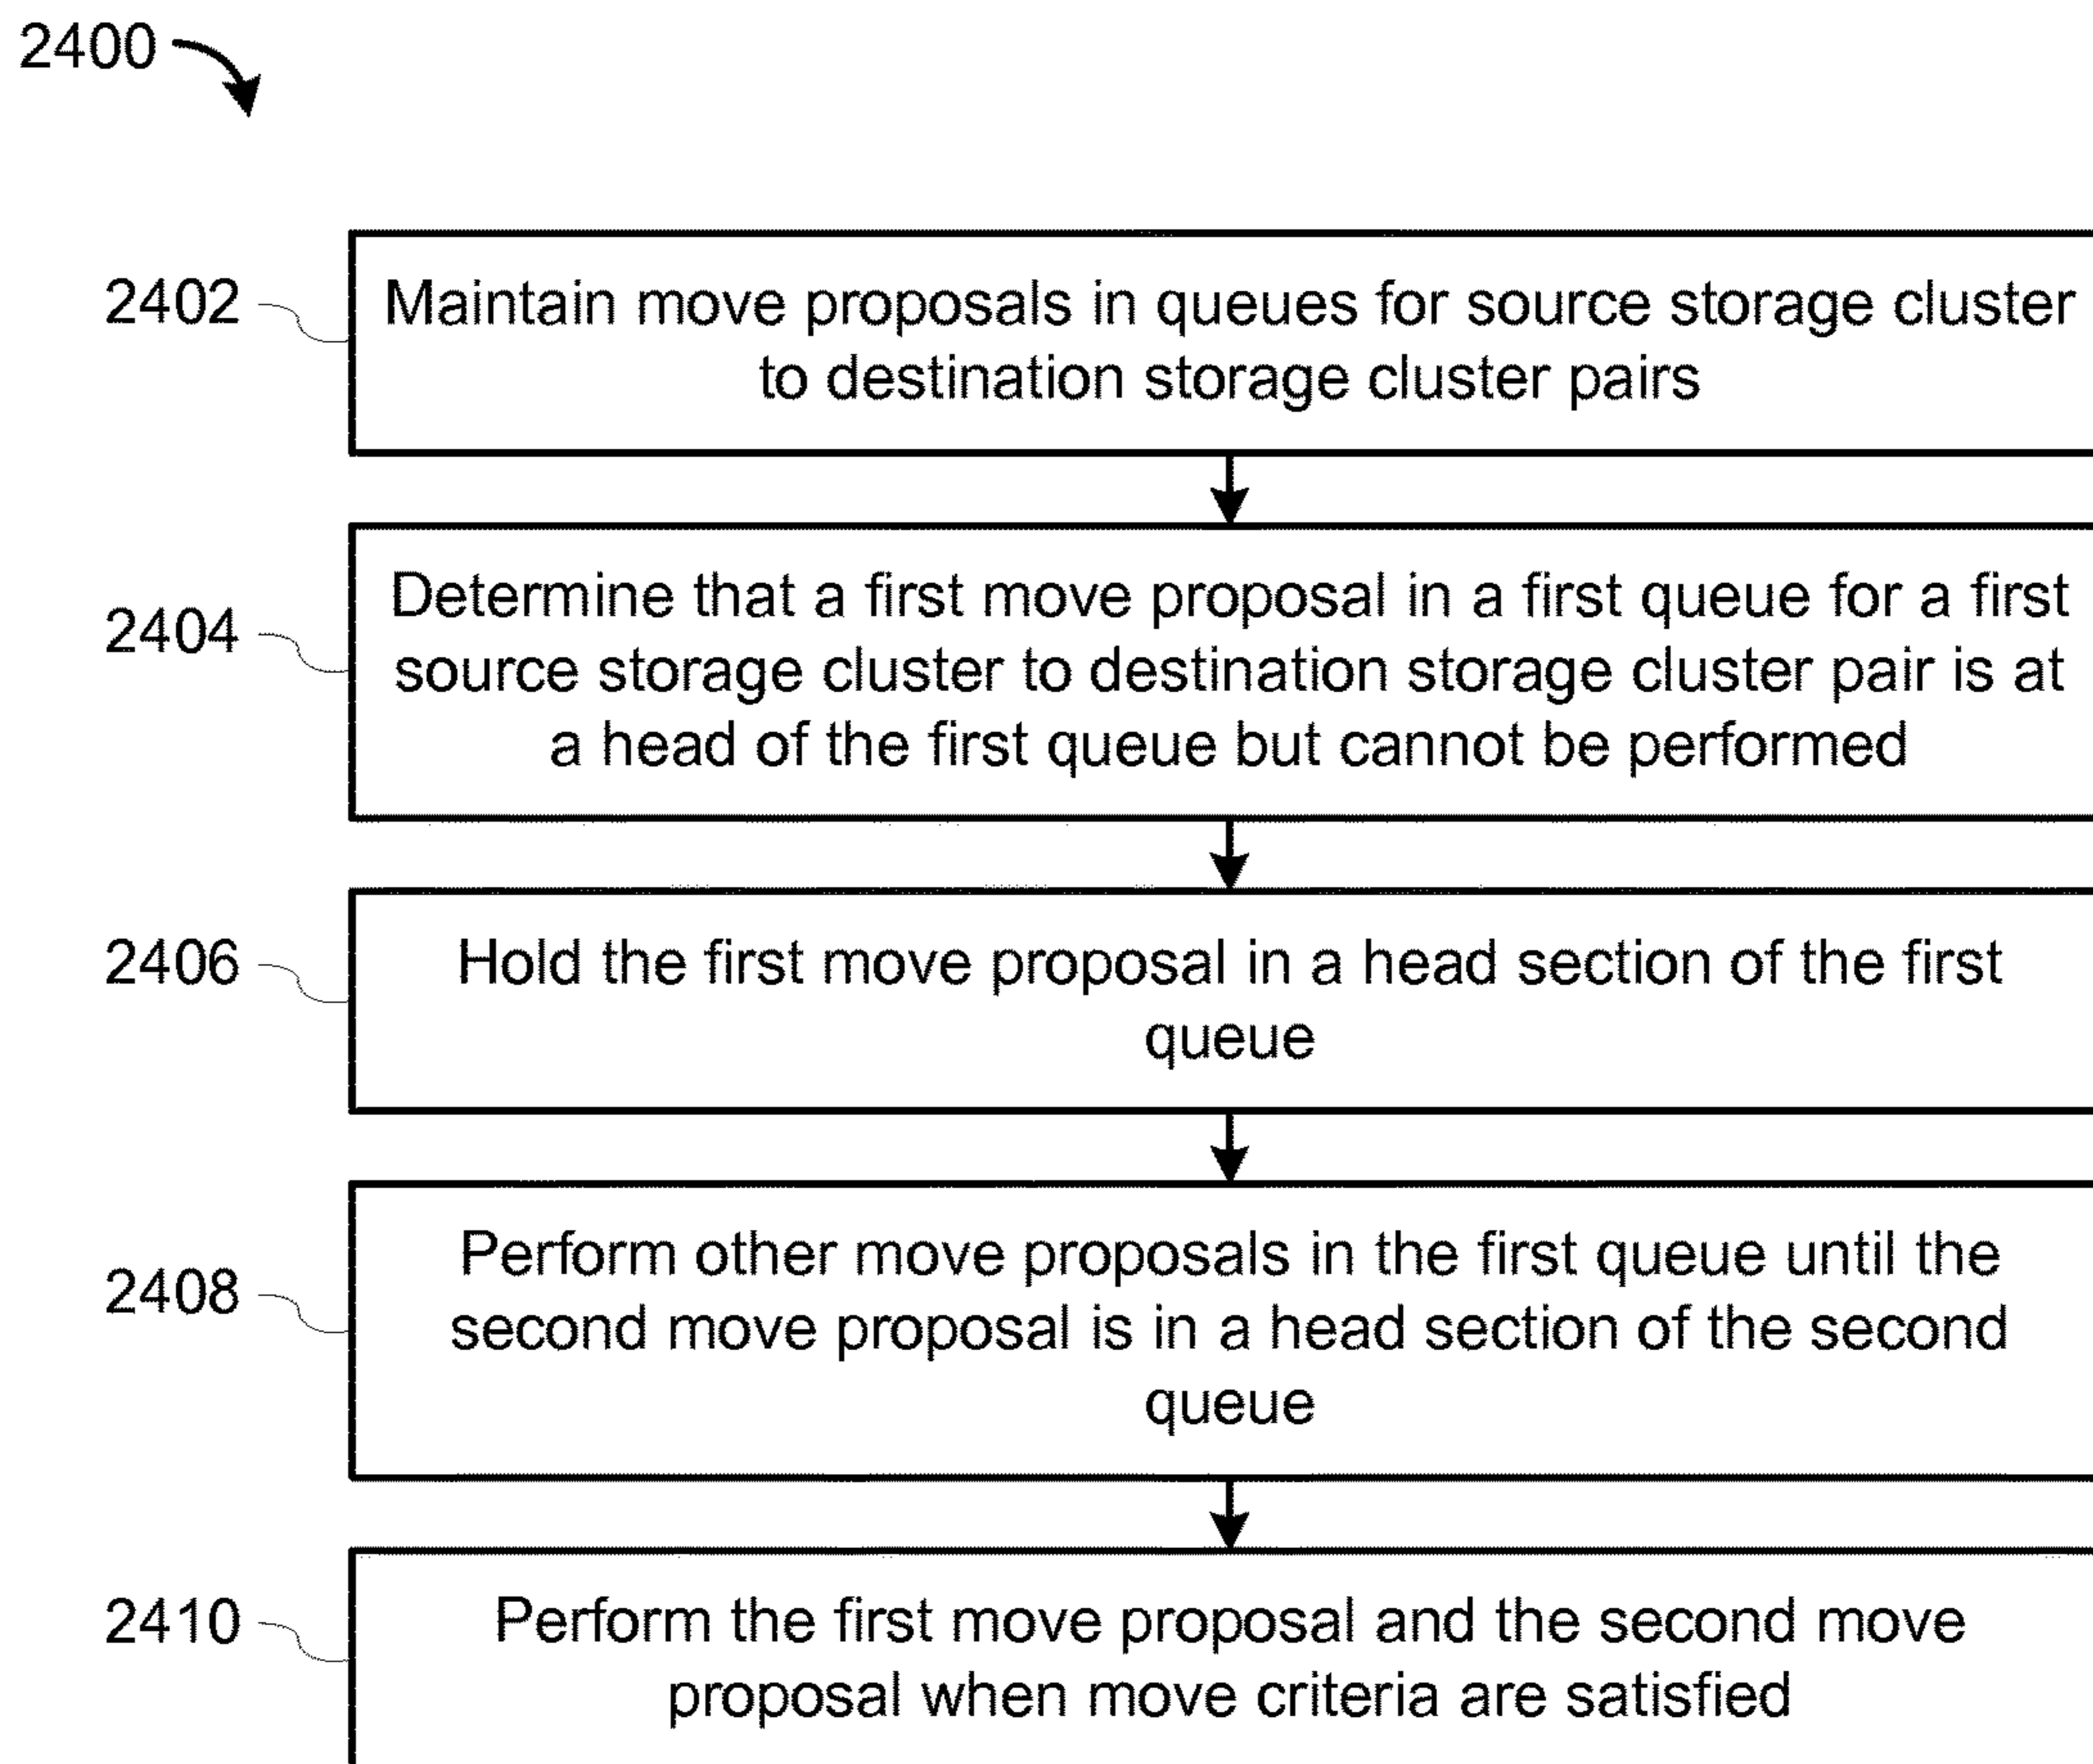 2400
2402
Maintain move proposals in queues for source storage cluster
to destination storage cluster pairs
2404
Determine that a first move proposal in a first queue for a first
source storage cluster to destination storage cluster pair is at
a head of the first queue but cannot be performed
2406
Hold the first move proposal in a head section of the first
queue
2408
Perform other move proposals in the first queue until the
second move proposal is in a head section of the second
queue
2410
Perform the first move proposal and the second move
proposal when move criteria are satisfied